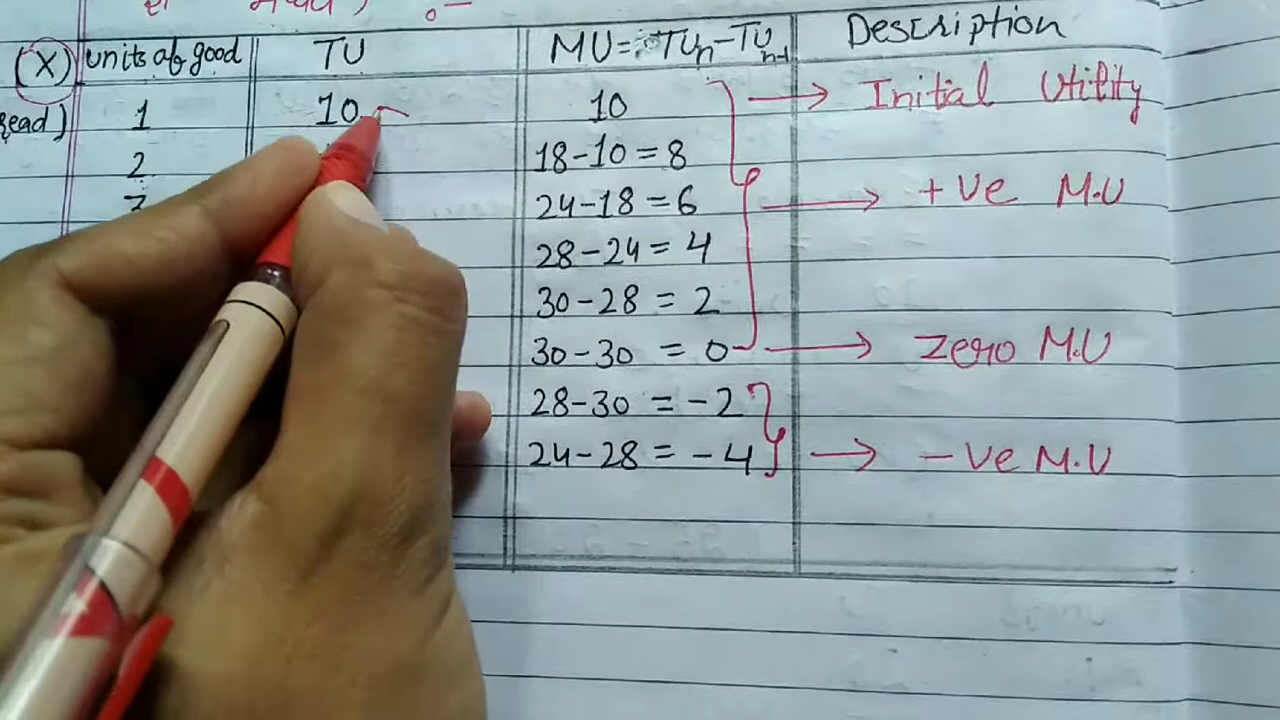 (X) units of good TU MU = TUn - TUn-1 Description
1 10 10 Initial Utility
2 18-10 = 8
24-18 = 6 +ve M.U
28-24 = 4
30-28 = 2
30-30 = 0 Zero M.U
28-30 = -2
24-28 = -4 -ve M.U